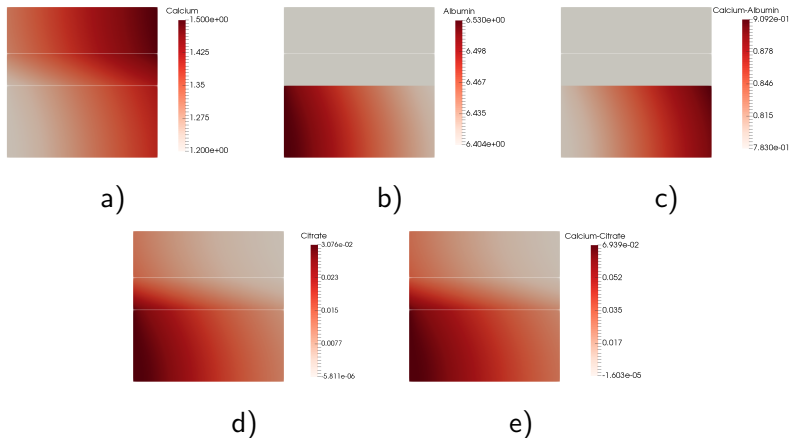 Calcium
1.500e+00
1.425
1.35
1.275
1.200e+00
a)
Albumin
6.530e+00
6.498
6.467
6.435
6.404e+00
b)
Calcium-Albumin
9.092e-01
0.878
0.846
0.815
7.830e-01
c)
Citrate
3.076e-02
0.023
0.015
0.0077
-5.811e-06
d)
Calcium-Citrate
6.939e-02
0.052
0.035
0.017
-1.603e-05
e)